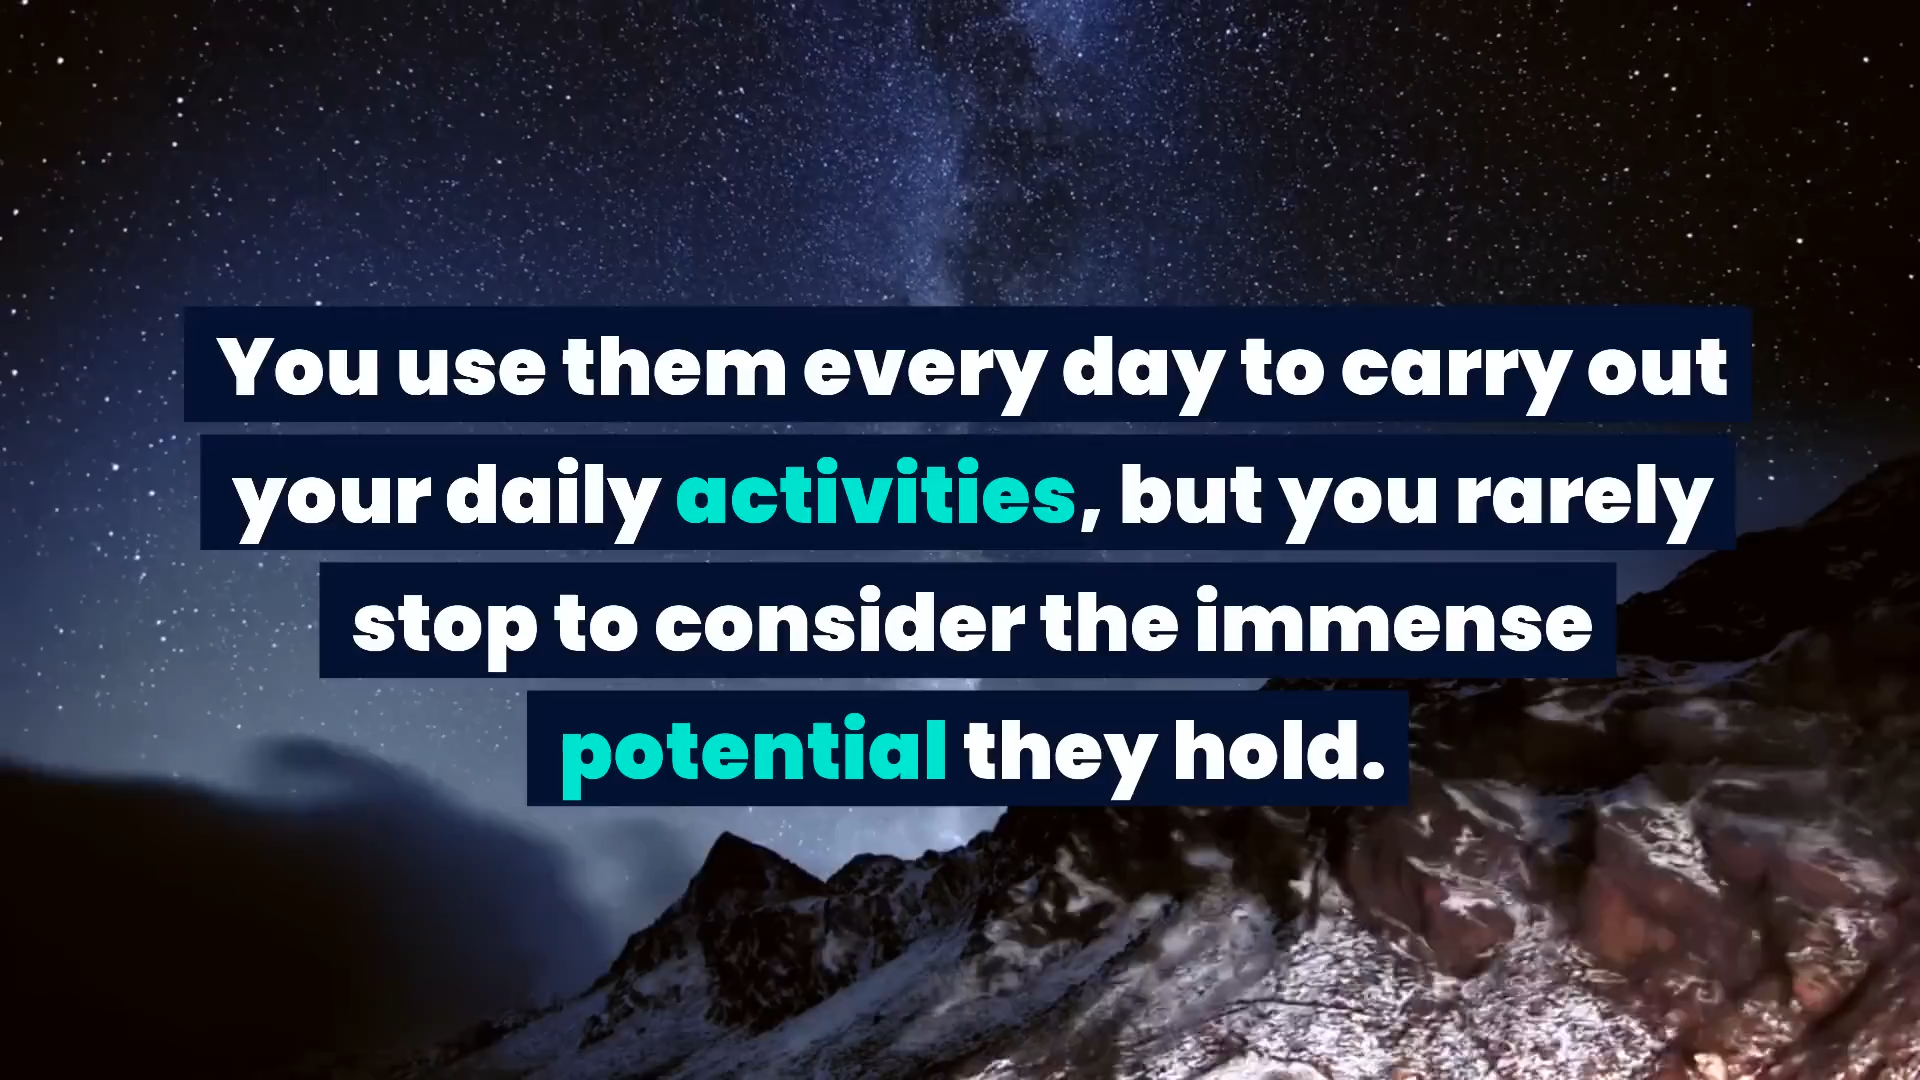 You use them every day to carry out
your daily activities, but you rarely
stop to consider the immense
potential they hold.